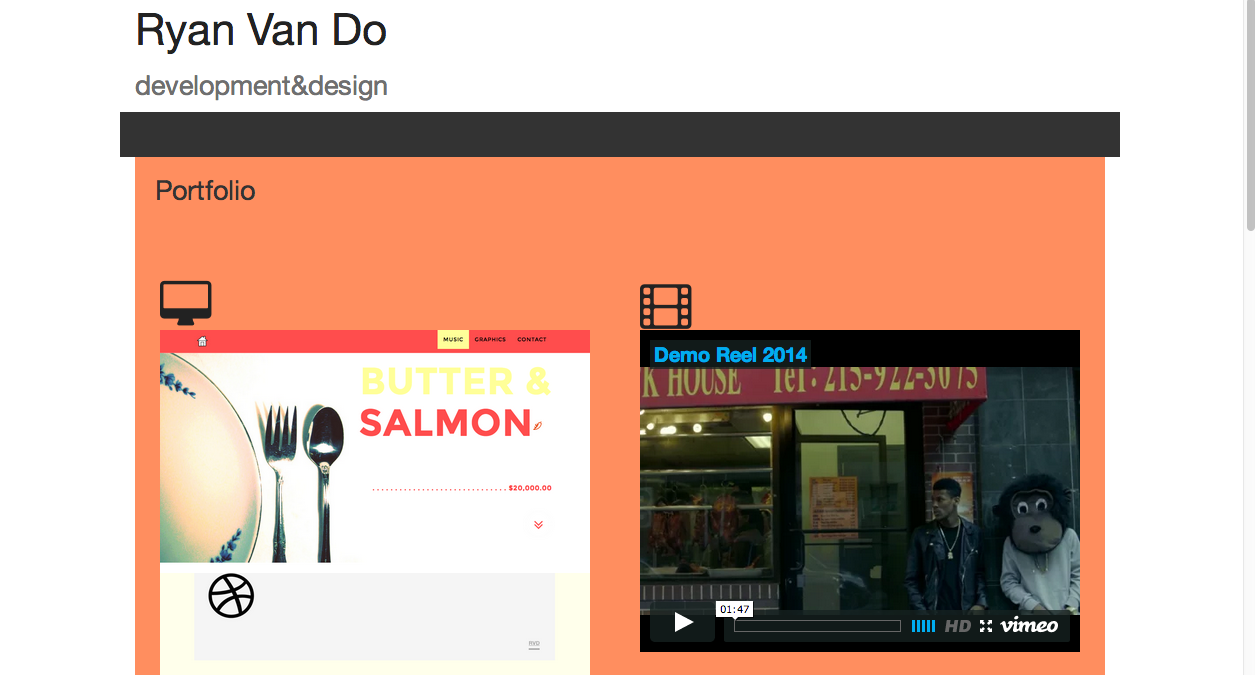 Ryan Van Do
development&design
Portfolio
MUSIC GRAPHICS CONTACT
BUTTER &
SALMON
. . . . . . . . . . . . . . . . . . . . . . . . . . . . . . . $20,000.00
RVD
Demo Reel 2014
K HOUSE Tel: 215-922-3075
01:47
HD vimeo